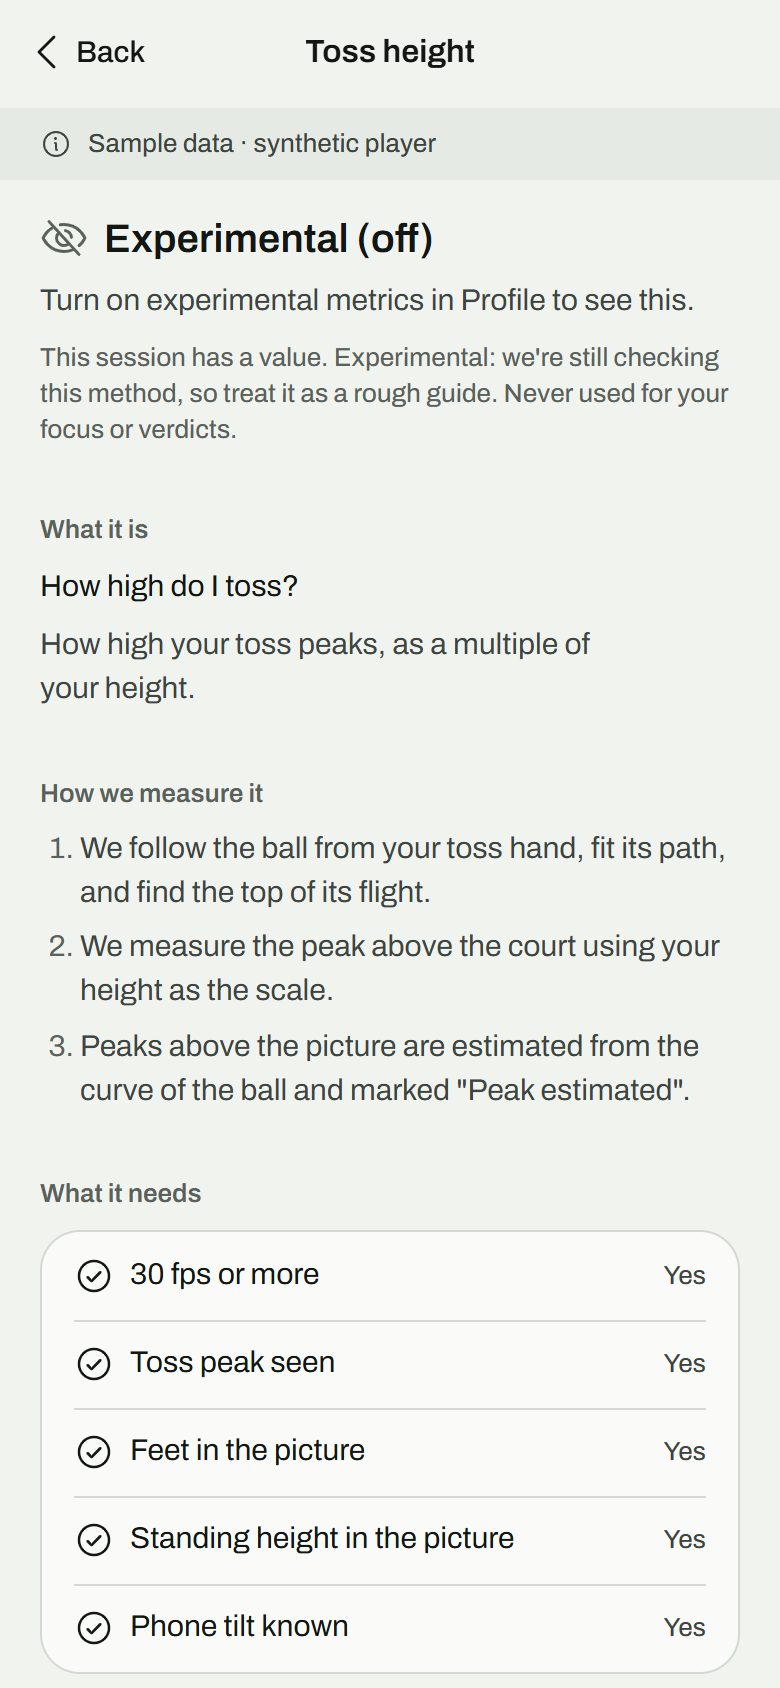 Back
Toss height
Sample data · synthetic player
Experimental (off)
Turn on experimental metrics in Profile to see this.
This session has a value. Experimental: we're still checking
this method, so treat it as a rough guide. Never used for your
focus or verdicts.
What it is
How high do I toss?
How high your toss peaks, as a multiple of
your height.
How we measure it
1. We follow the ball from your toss hand, fit its path,
and find the top of its flight.
2. We measure the peak above the court using your
height as the scale.
3. Peaks above the picture are estimated from the
curve of the ball and marked "Peak estimated".
What it needs
30 fps or more Yes
Toss peak seen Yes
Feet in the picture Yes
Standing height in the picture Yes
Phone tilt known Yes